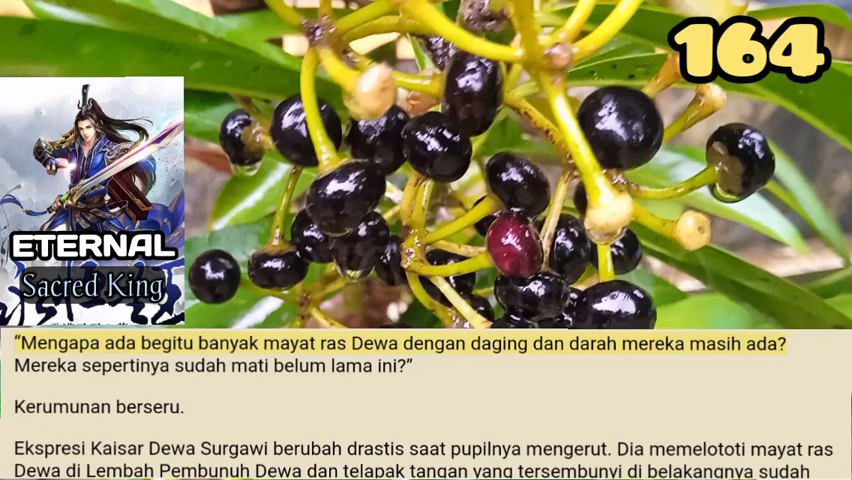 164
ETERNAL
Sacred King
“Mengapa ada begitu banyak mayat ras Dewa dengan daging dan darah mereka masih ada?
Mereka sepertinya sudah mati belum lama ini?”
Kerumunan berseru.
Ekspresi Kaisar Dewa Surgawi berubah drastis saat pupilnya mengerut. Dia memelototi mayat ras
Dewa di Lembah Pembunuh Dewa dan telapak tangan yang tersembunyi di belakangnya sudah